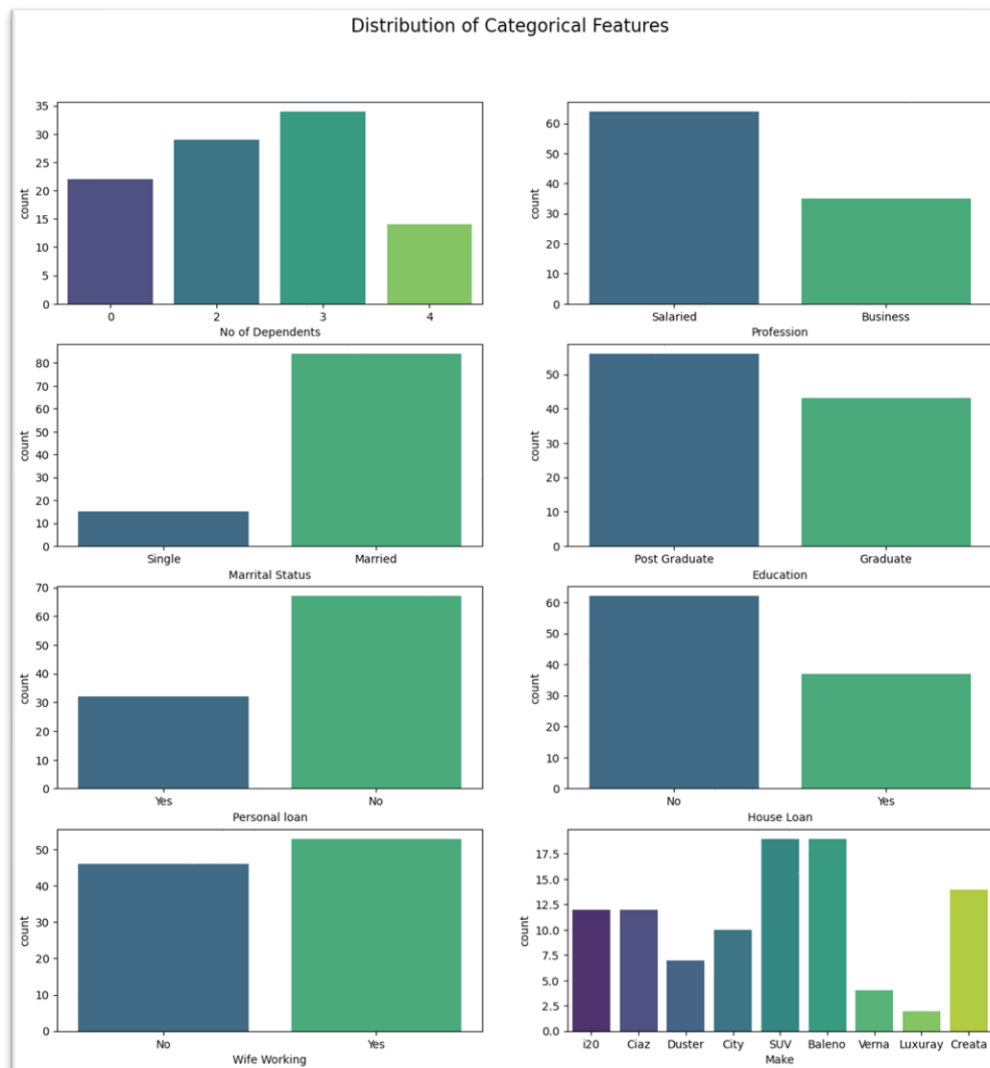 Distribution of Categorical Features
35
30
25
20
15
10
5
0
count
0 2 3 4
No of Dependents
60
50
40
30
20
10
0
count
Salaried Business
Profession
80
70
60
50
40
30
20
10
0
count
Single Married
Marrital Status
50
40
30
20
10
0
count
Post Graduate Graduate
Education
70
60
50
40
30
20
10
0
count
Yes No
Personal loan
60
50
40
30
20
10
0
count
No Yes
House Loan
50
40
30
20
10
0
count
No Yes
Wife Working
17.5
15.0
12.5
10.0
7.5
5.0
2.5
0.0
count
i20 Ciaz Duster City SUV Baleno Verna Luxuray Creata
Make